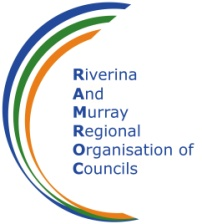 Riverina
And
Murray
Regional
Organisation of
Councils